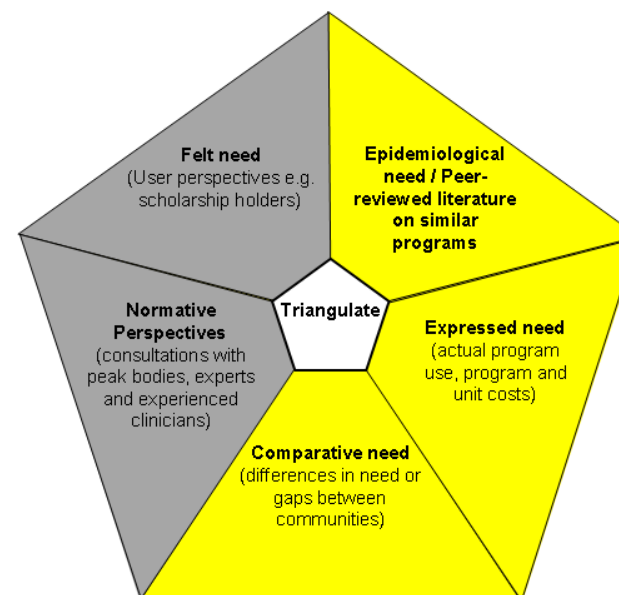 Felt need
(User perspectives e.g.
scholarship holders)
Epidemiological
need / Peer-
reviewed literature
on similar
programs
Normative
Perspectives
(consultations with
peak bodies, experts
and experienced
clinicians)
Triangulate
Expressed need
(actual program
use, program and
unit costs)
Comparative need
(differences in need or
gaps between
communities)